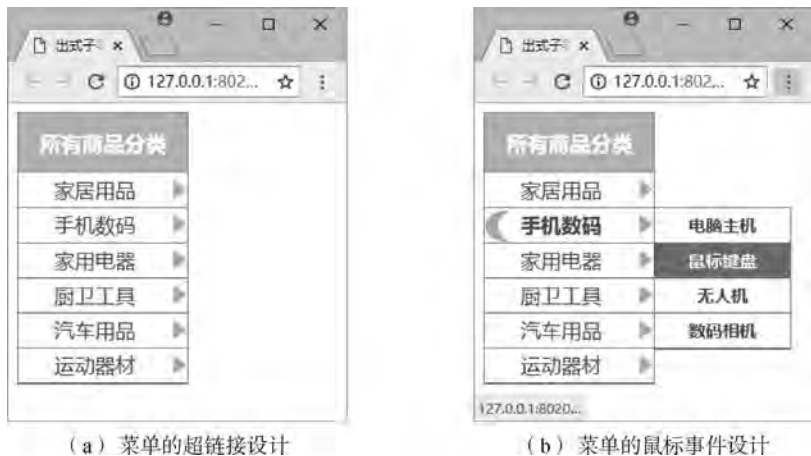 出式子
127.0.0.1:802...
所有商品分类
家居用品
手机数码
家用电器
厨卫工具
汽车用品
运动器材
(a) 菜单的超链接设计
出式子
127.0.0.1:802...
所有商品分类
家居用品
手机数码
电脑主机
家用电器
鼠标键盘
厨卫工具
无人机
汽车用品
数码相机
运动器材
127.0.0.1:8020...
(b) 菜单的鼠标事件设计